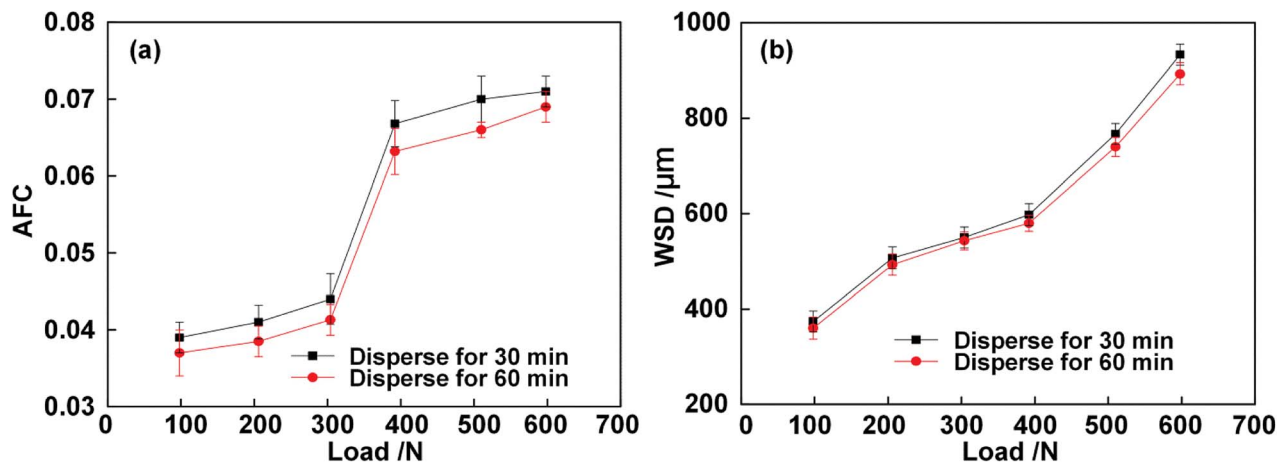 (a)
0.08
0.07
0.06
0.05
0.04
0.03
AFC
0 100 200 300 400 500 600 700
Load /N
Disperse for 30 min
Disperse for 60 min
(b)
1000
800
600
400
200
WSD /μm
0 100 200 300 400 500 600 700
Load /N
Disperse for 30 min
Disperse for 60 min